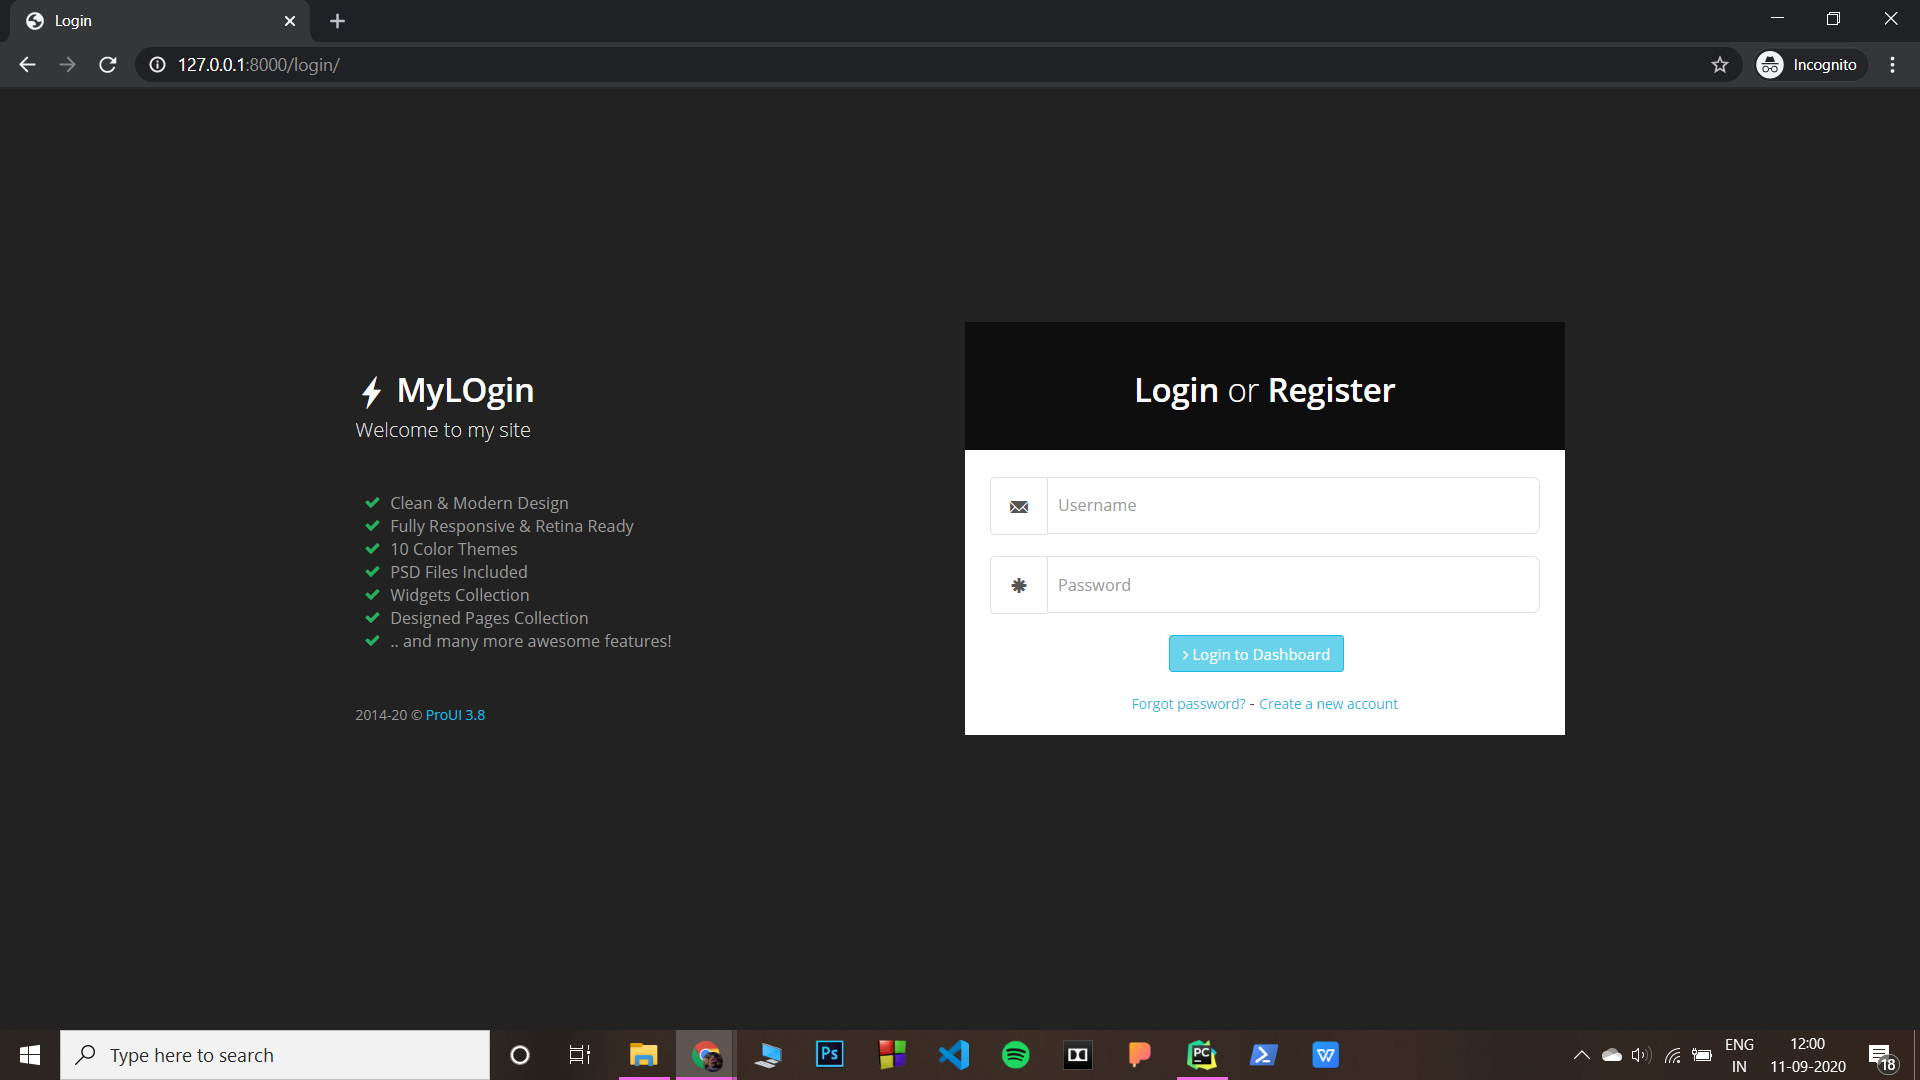 Login
127.0.0.1:8000/login/
Incognito
MyLOgin
Welcome to my site
Clean & Modern Design
Fully Responsive & Retina Ready
10 Color Themes
PSD Files Included
Widgets Collection
Designed Pages Collection
.. and many more awesome features!
2014-20 © ProUI 3.8
Login or Register
Username
Password
Login to Dashboard
Forgot password? - Create a new account
Type here to search
Ps
PC
W
ENG
IN
12:00
11-09-2020
18